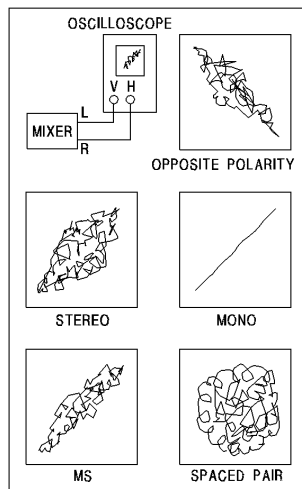 OSCILLOSCOPE
V H
L
MIXER
R
OPPOSITE POLARITY
STEREO
MONO
MS
SPACED PAIR